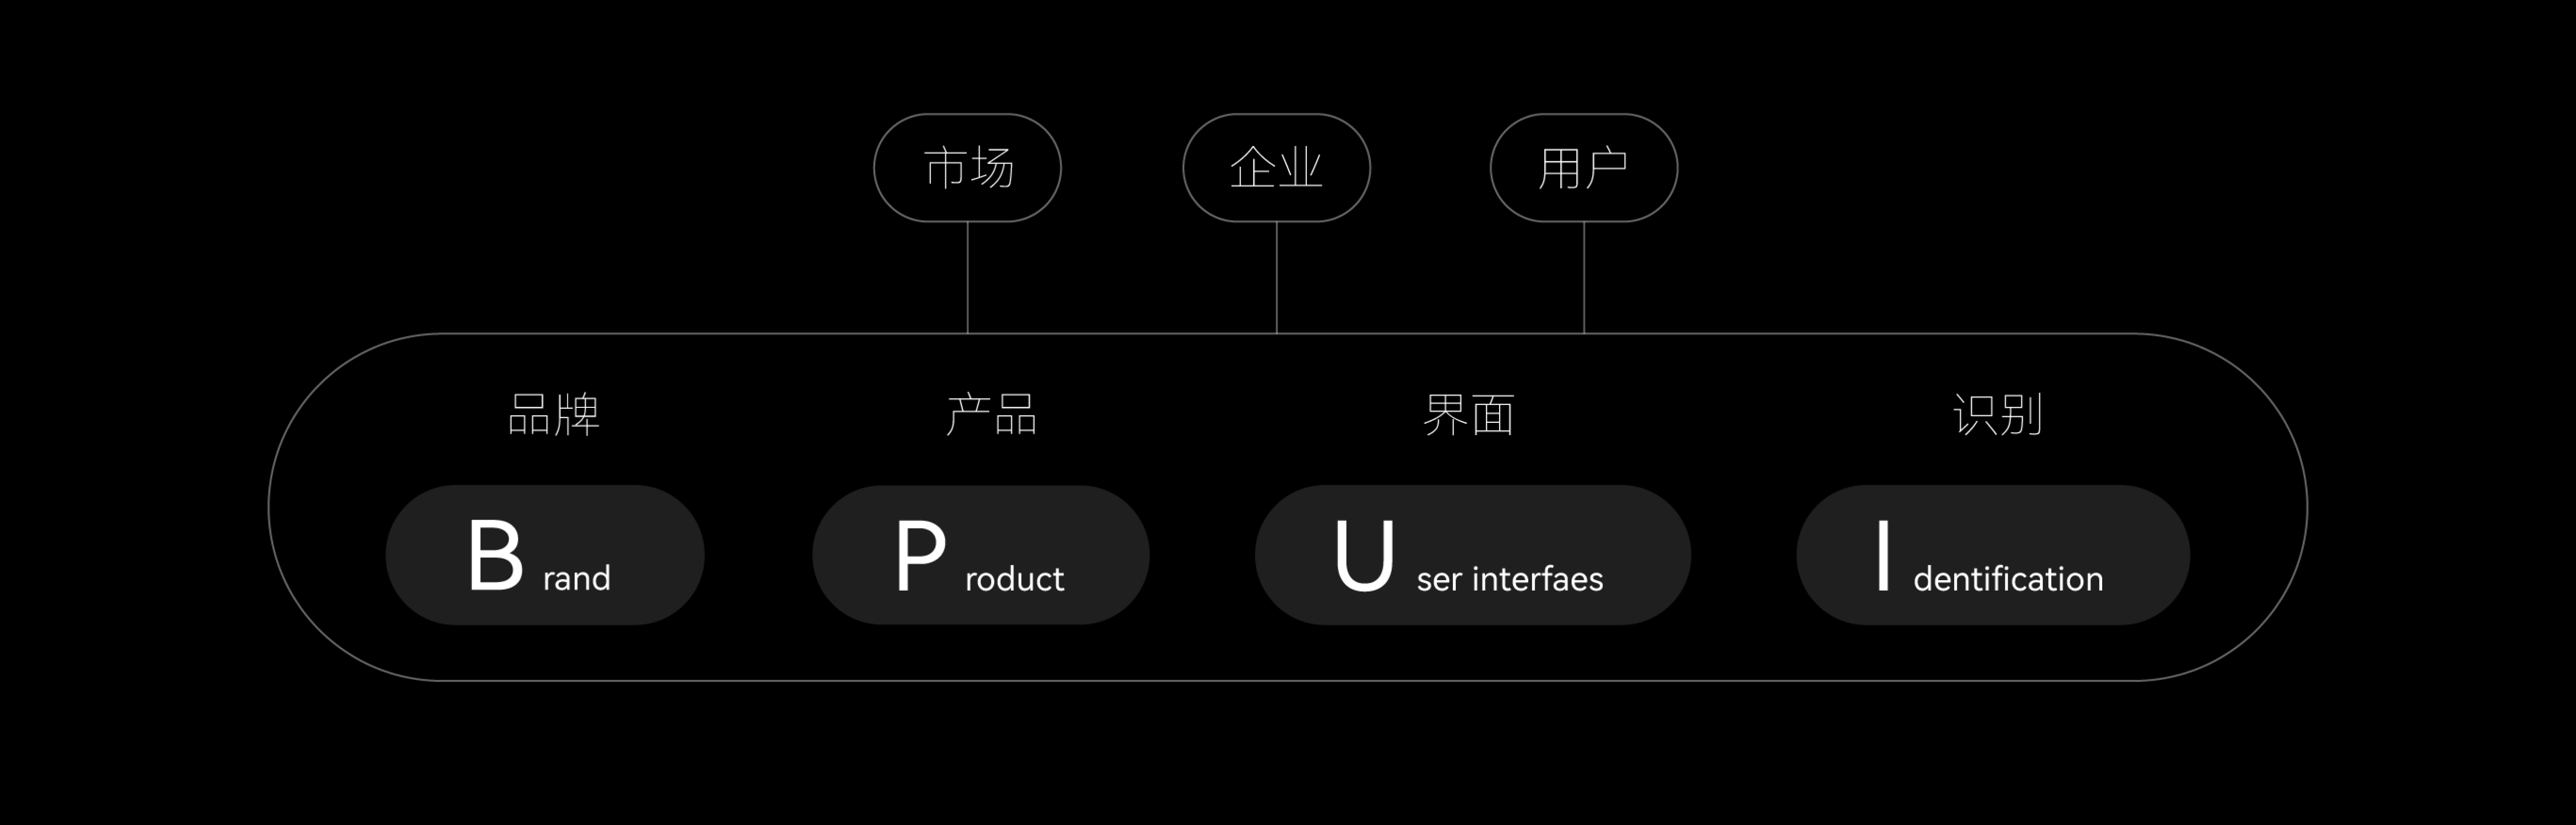 市场 企业 用户
品牌 产品 界面 识别
B rand P roduct U ser interfaes I dentification